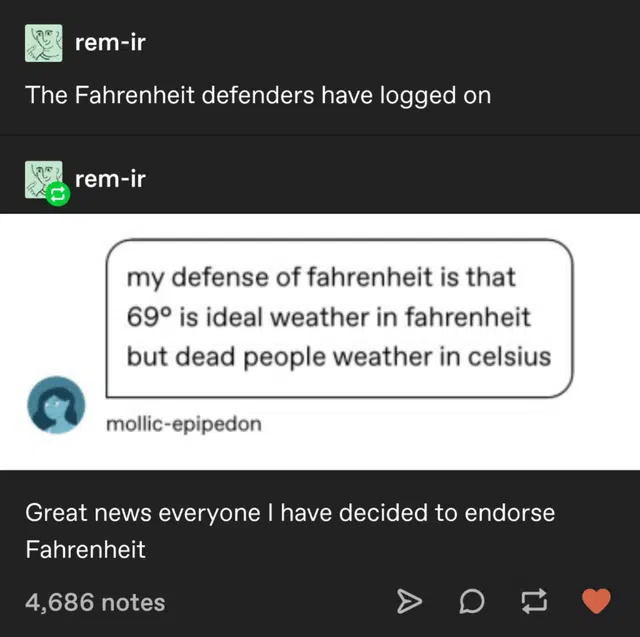 rem-ir
The Fahrenheit defenders have logged on
rem-ir
my defense of fahrenheit is that
69° is ideal weather in fahrenheit
but dead people weather in celsius
mollic-epipedon
Great news everyone I have decided to endorse
Fahrenheit
4,686 notes